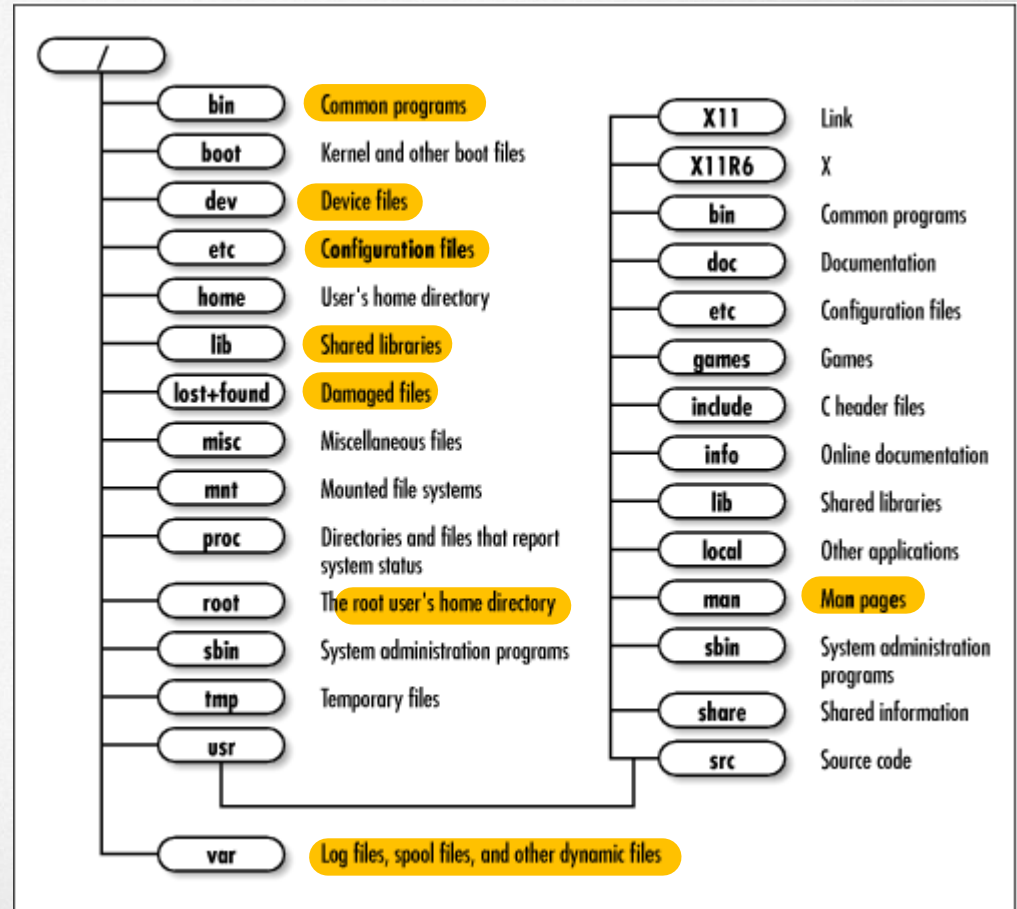 /
bin Common programs
boot Kernel and other boot files
dev Device files
etc Configuration files
home User's home directory
lib Shared libraries
lost+found Damaged files
misc Miscellaneous files
mnt Mounted file systems
proc Directories and files that report
system status
root The root user's home directory
sbin System administration programs
tmp Temporary files
usr
var Log files, spool files, and other dynamic files
X11 Link
X11R6 X
bin Common programs
doc Documentation
etc Configuration files
games Games
include C header files
info Online documentation
lib Shared libraries
local Other applications
man Man pages
sbin System administration
programs
share Shared information
src Source code